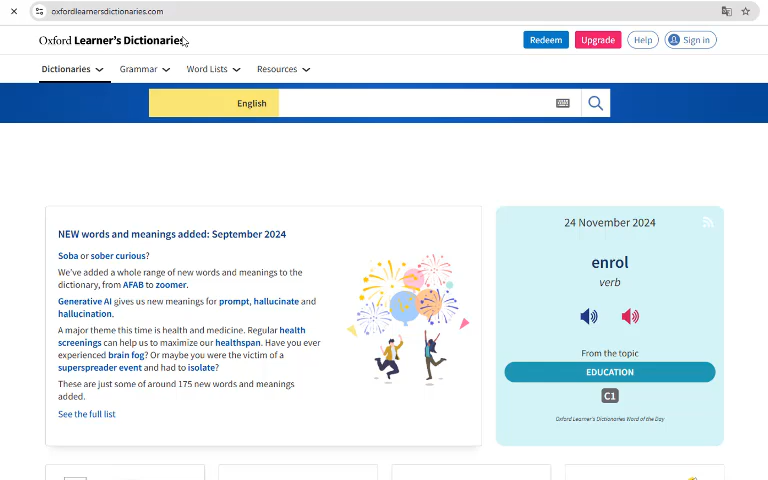 oxfordlearnersdictionaries.com
Oxford Learner's Dictionaries
Redeem
Upgrade
Help
Sign in
Dictionaries
Grammar
Word Lists
Resources
English
NEW words and meanings added: September 2024
Soba or sober curious?
We've added a whole range of new words and meanings to the
dictionary, from AFAB to zoomer.
Generative AI gives us new meanings for prompt, hallucinate and
hallucination.
A major theme this time is health and medicine. Regular health
screenings can help us to maximize our healthspan. Have you ever
experienced brain fog? Or maybe you were the victim of a
superspreader event and had to isolate?
These are just some of around 175 new words and meanings
added.
See the full list
24 November 2024
enrol
verb
From the topic
EDUCATION
C1
Oxford Learner's Dictionaries Word of the Day